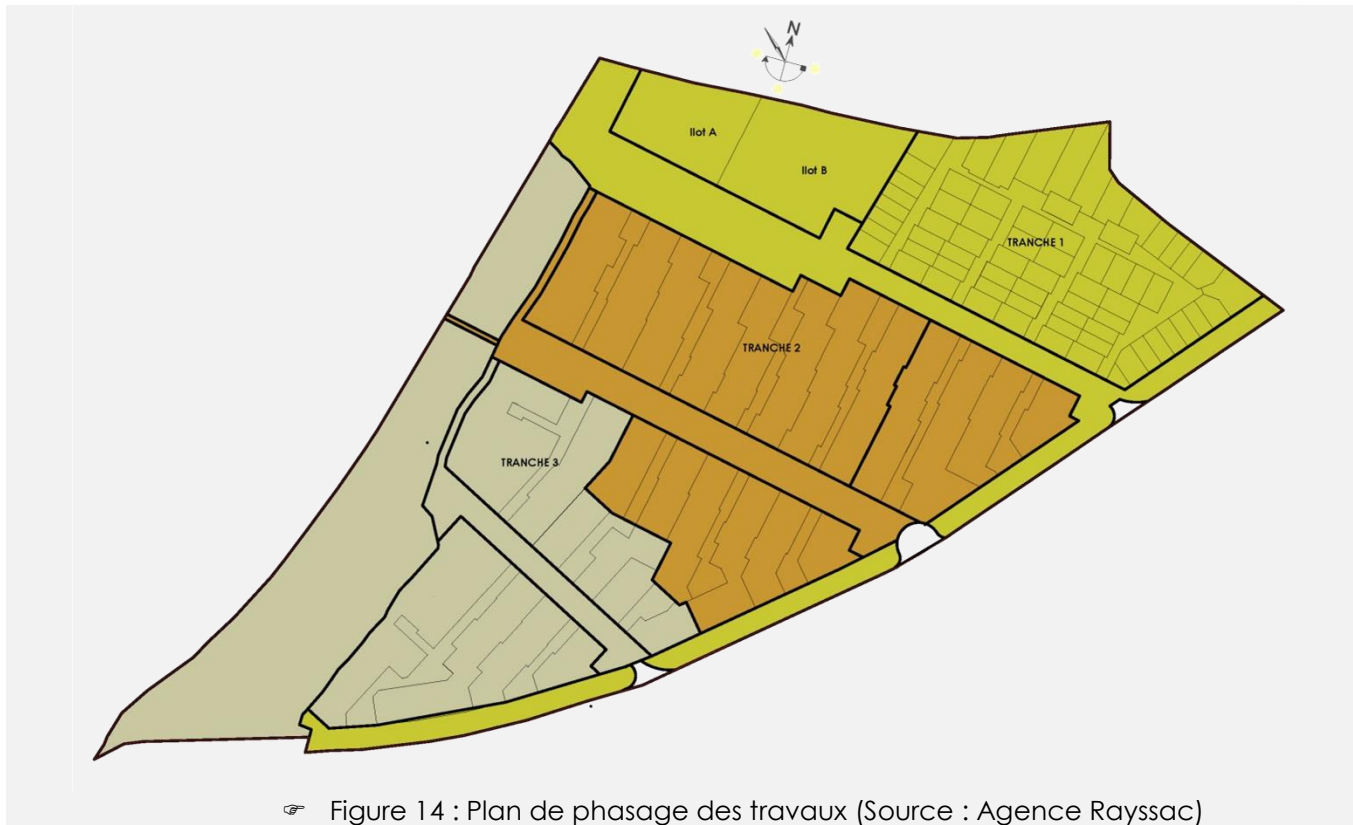 N
Ilot A
Ilot B
TRANCHE 1
TRANCHE 2
TRANCHE 3
☞ Figure 14 : Plan de phasage des travaux (Source : Agence Rayssac)